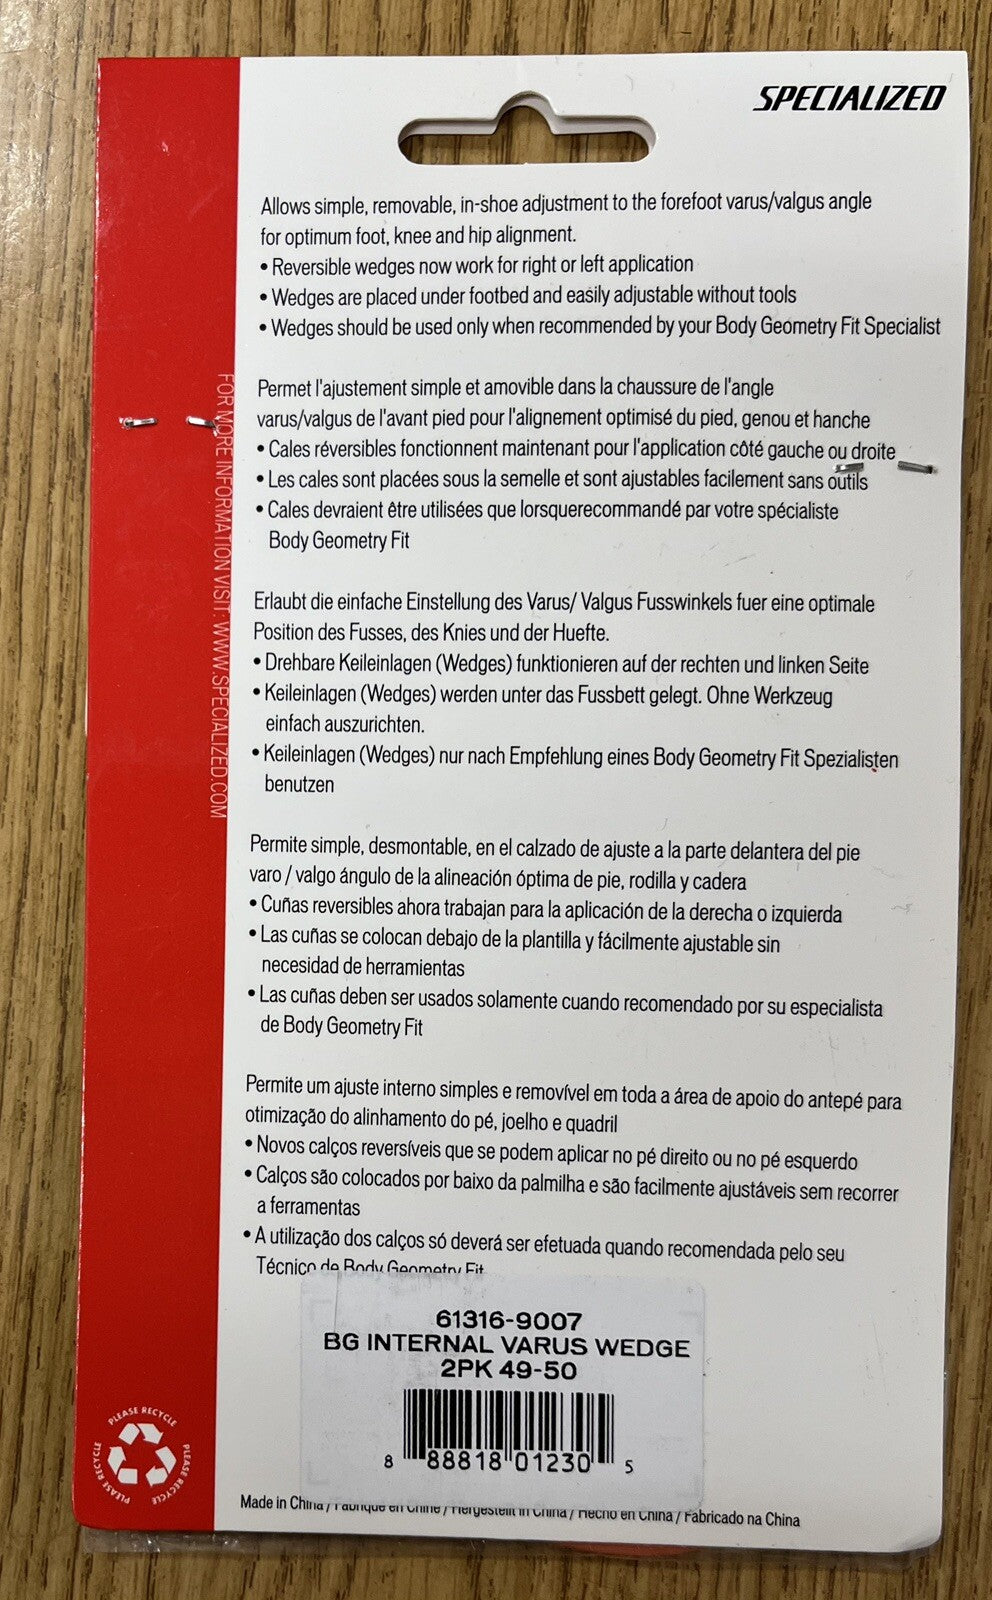 SPECIALIZED
Allows simple, removable, in-shoe adjustment to the forefoot varus/valgus angle
for optimum foot, knee and hip alignment.
• Reversible wedges now work for right or left application
• Wedges are placed under footbed and easily adjustable without tools
• Wedges should be used only when recommended by your Body Geometry Fit Specialist
Permet l'ajustement simple et amovible dans la chaussure de l'angle
varus/valgus de l'avant pied pour l'alignement optimisé du pied, genou et hanche
• Cales réversibles fonctionnent maintenant pour l'application côté gauche ou droite
• Les cales sont placées sous la semelle et sont ajustables facilement sans outils
• Cales devraient être utilisées que lorsquerecommandé par votre spécialiste
Body Geometry Fit
Erlaubt die einfache Einstellung des Varus/ Valgus Fusswinkels fuer eine optimale
Position des Fusses, des Knies und der Huefte.
• Drehbare Keileinlagen (Wedges) funktionieren auf der rechten und linken Seite
• Keileinlagen (Wedges) werden unter das Fussbett gelegt. Ohne Werkzeug
einfach auszurichten.
• Keileinlagen (Wedges) nur nach Empfehlung eines Body Geometry Fit Spezialisten
benutzen
Permite simple, desmontable, en el calzado de ajuste a la parte delantera del pie
varo / valgo ángulo de la alineación óptima de pie, rodilla y cadera
• Cuñas reversibles ahora trabajan para la aplicación de la derecha o izquierda
• Las cuñas se colocan debajo de la plantilla y fácilmente ajustable sin
necesidad de herramientas
• Las cuñas deben ser usados solamente cuando recomendado por su especialista
de Body Geometry Fit
Permite um ajuste interno simples e removível em toda a área de apoio do antepé para
otimização do alinhamento do pé, joelho e quadril
• Novos calços reversíveis que se podem aplicar no pé direito ou no pé esquerdo
• Calços são colocados por baixo da palmilha e são facilmente ajustáveis sem recorrer
a ferramentas
• A utilização dos calços só deverá ser efetuada quando recomendada pelo seu
Técnico de Body Geometry Fit
61316-9007
BG INTERNAL VARUS WEDGE
2PK 49-50
8 88818 01230 5
Made in China / Fabriqué en Chine / Hergestellt in China / Hecho en China / Fabricado na China
FOR MORE INFORMATION VISIT: WWW.SPECIALIZED.COM
PLEASE RECYCLE
PLEASE RECYCLE
PLEASE RECYCLE